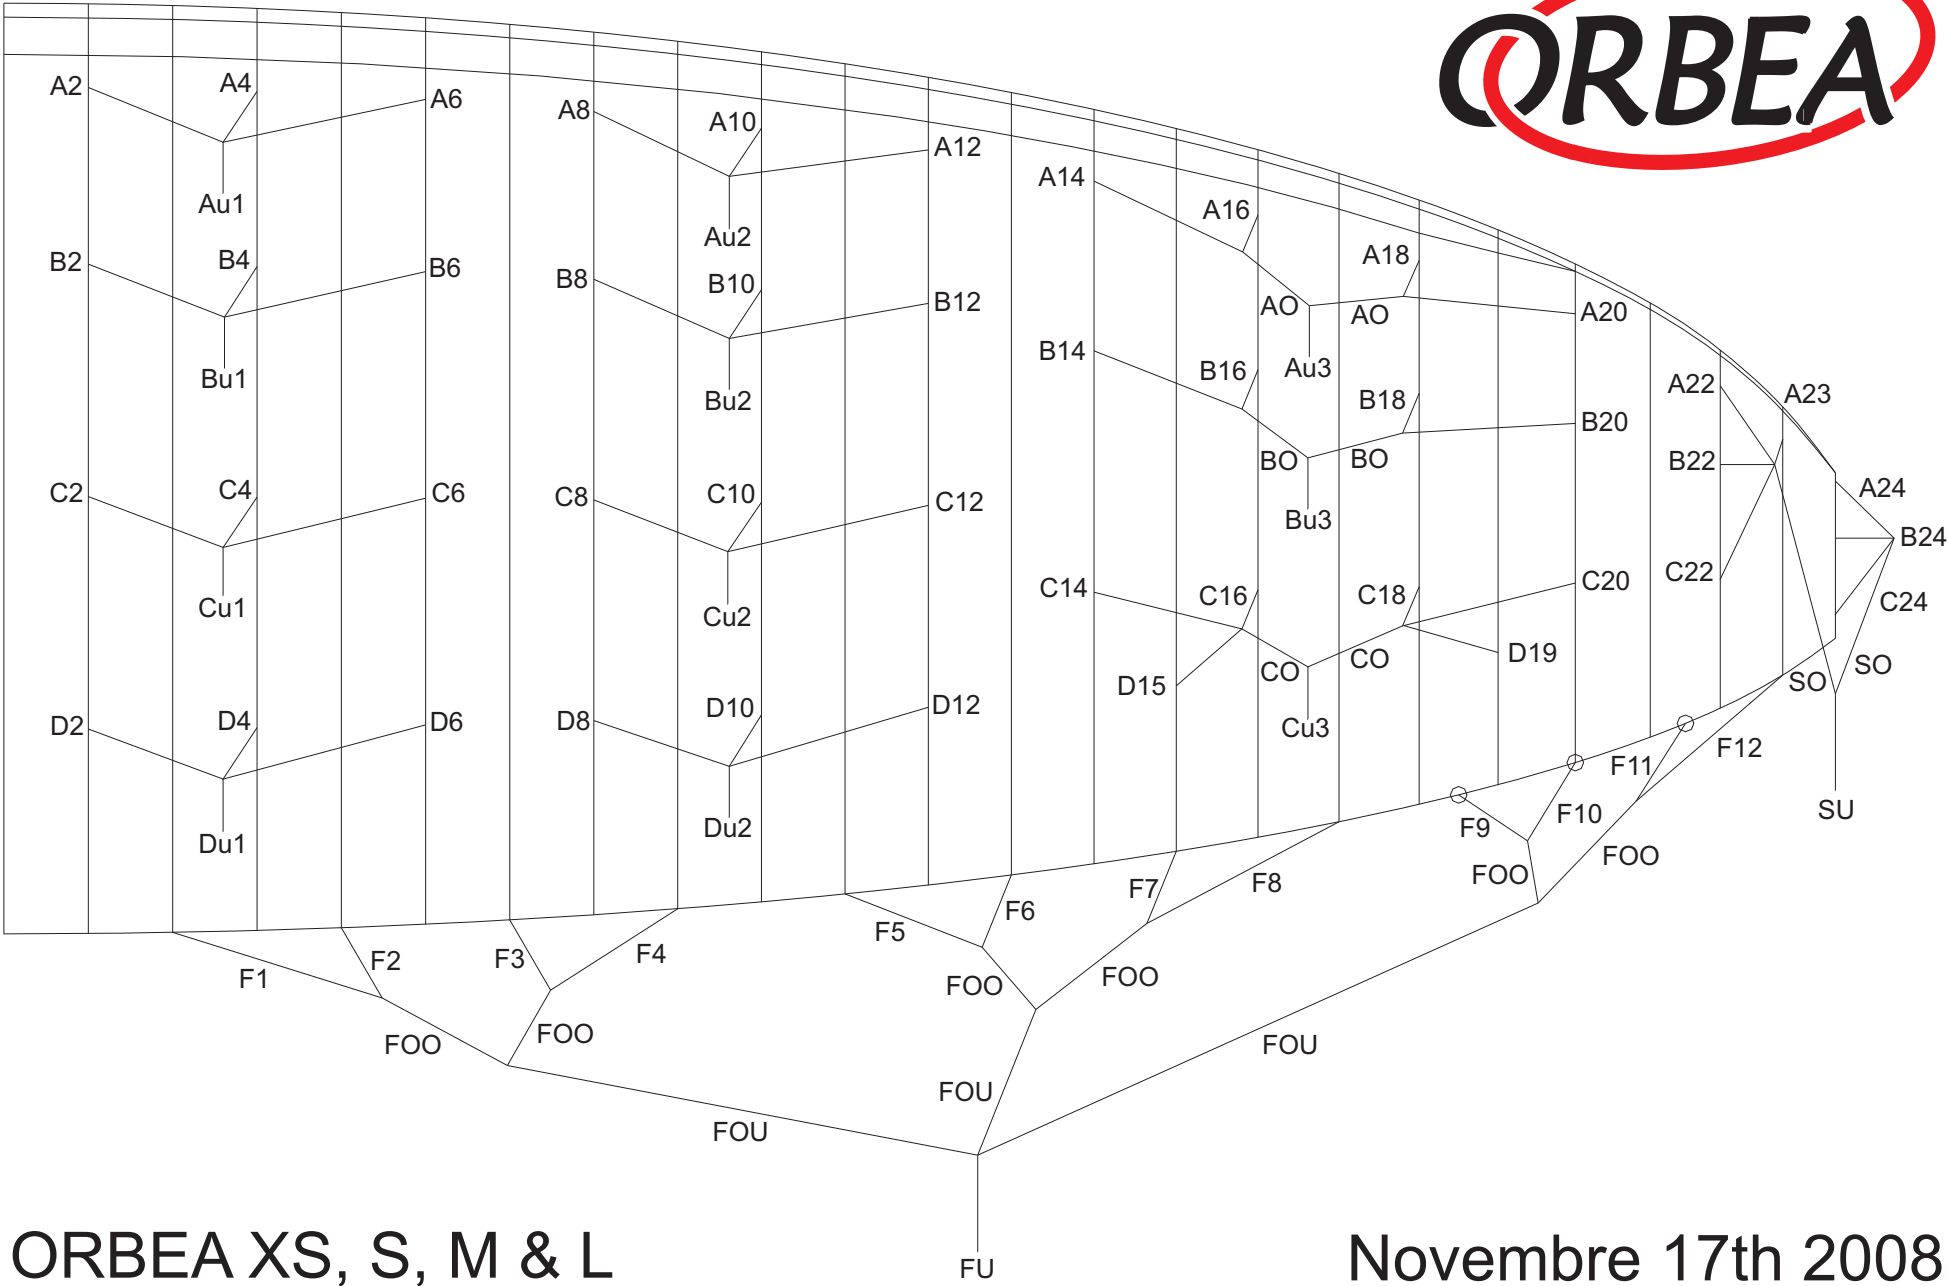 ORBEA
A2 A4 A6 A8 A10 A12
Au1 Au2
A14 A16 A18 A20
AO AO
Au3
B2 B4 B6 B8 B10 B12
Bu1 Bu2
B14 B16 B18 B20
BO BO
Bu3
A22 A23
B22
C22
A24
B24
C24
C2 C4 C6 C8 C10 C12
Cu1 Cu2
C14 C16 C18 C20
D15 CO CO D19
Cu3
SO SO
SU
D2 D4 D6 D8 D10 D12
Du1 Du2
F1 F2 F3 F4 F5 F6 F7 F8 F9 F10 F11 F12
FOO FOO FOO FOO FOO FOO
FOU FOU FOU
FU
ORBEA XS, S, M & L
Novembre 17th 2008